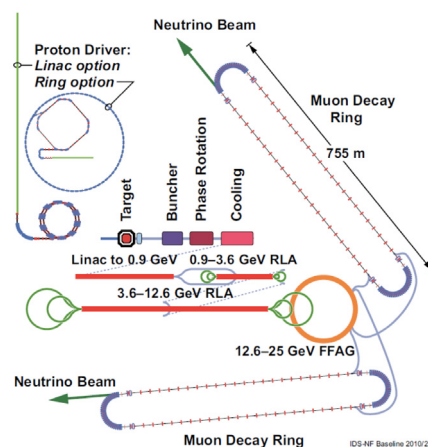 Neutrino Beam
Proton Driver:
Linac option
Ring option
Muon Decay
Ring
755 m
Target
Buncher
Phase Rotation
Cooling
Linac to 0.9 GeV
0.9–3.6 GeV RLA
3.6–12.6 GeV RLA
12.6–25 GeV FFAG
Neutrino Beam
Muon Decay Ring
IDS-NF Baseline 2010/2